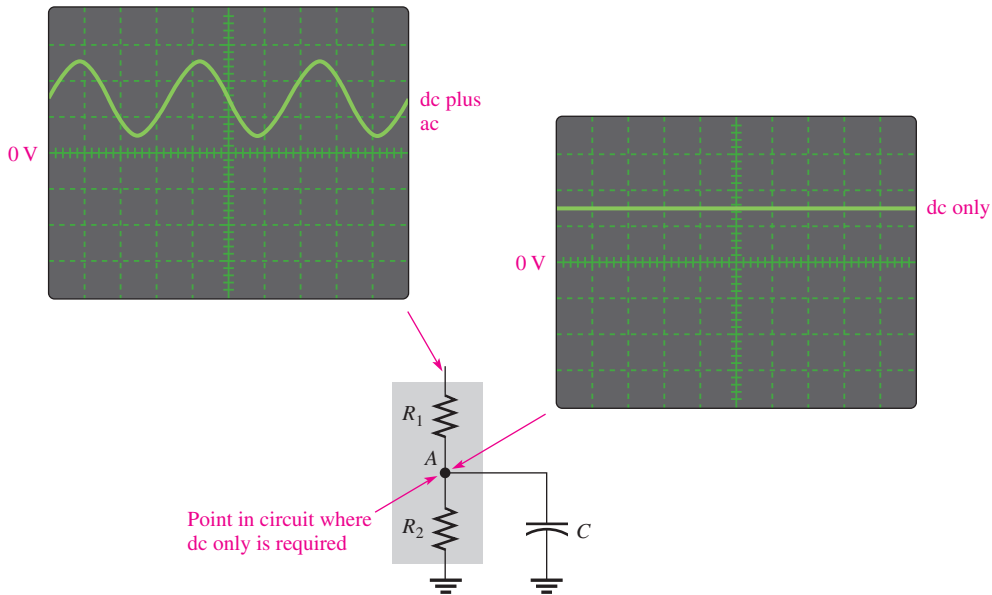 dc plus
ac
0 V
dc only
0 V
R1
A
Point in circuit where
dc only is required
R2
C